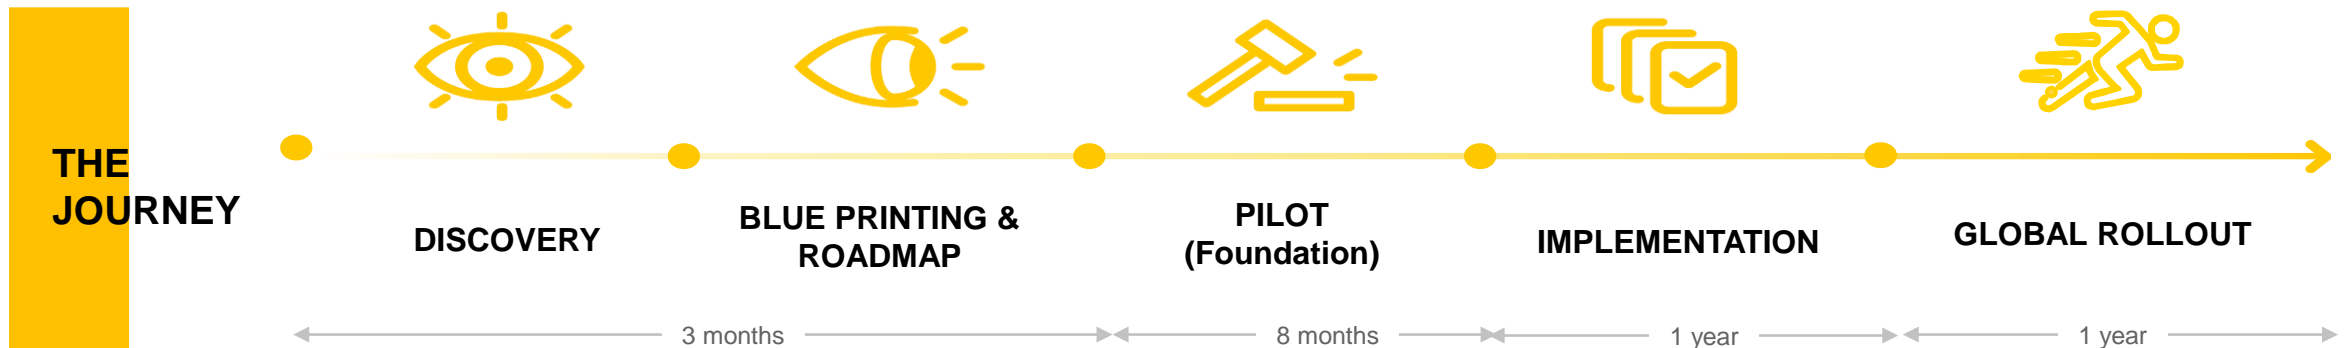 THE
JOURNEY
DISCOVERY
BLUE PRINTING &
ROADMAP
PILOT
(Foundation)
IMPLEMENTATION
GLOBAL ROLLOUT
3 months
8 months
1 year
1 year